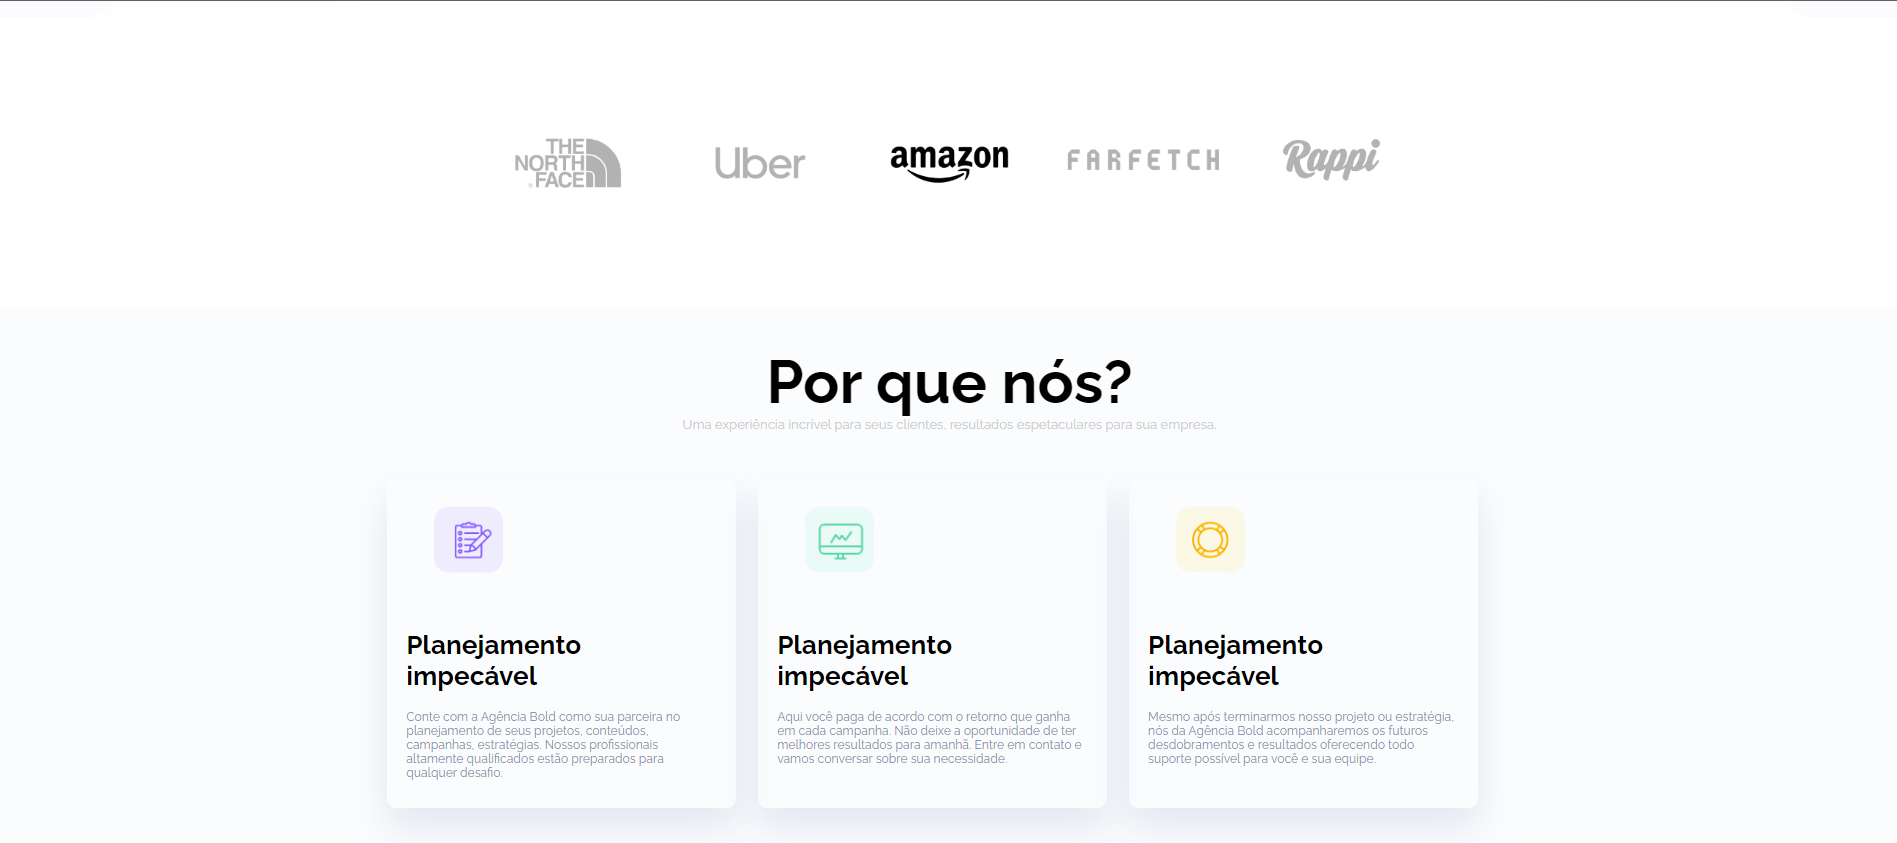 THE NORTH FACE
Uber
amazon
FARFETCH
Rappi
Por que nós?
Uma experiência incrível para seus clientes, resultados espetaculares para sua empresa.
Planejamento
impecável
Conte com a Agência Bold como sua parceira no
planejamento de seus projetos, conteúdos,
campanhas, estratégias. Nossos profissionais
altamente qualificados estão preparados para
qualquer desafio.
Planejamento
impecável
Aqui você paga de acordo com o retorno que ganha
em cada campanha. Não deixe a oportunidade de ter
melhores resultados para amanhã. Entre em contato e
vamos conversar sobre sua necessidade.
Planejamento
impecável
Mesmo após terminarmos nosso projeto ou estratégia,
nós da Agência Bold acompanharemos os futuros
desdobramentos e resultados oferecendo todo
suporte possível para você e sua equipe.